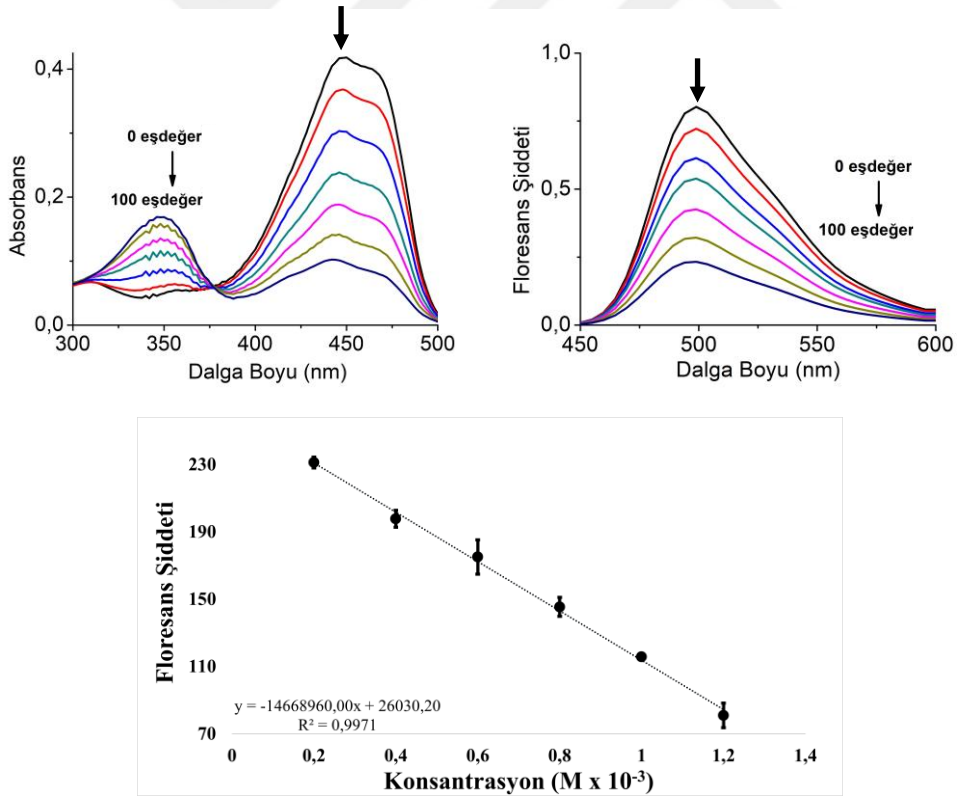 0,4
0,2
0,0
Absorbans
0 eşdeğer
100 eşdeğer
300 350 400 450 500
Dalga Boyu (nm)
1,0
0,5
0,0
Floresans Şiddeti
0 eşdeğer
100 eşdeğer
450 500 550 600
Dalga Boyu (nm)
230
190
150
110
70
Floresans Şiddeti
y = -14668960,00x + 26030,20
R² = 0,9971
0 0,2 0,4 0,6 0,8 1 1,2 1,4
Konsantrasyon (M x 10⁻³)